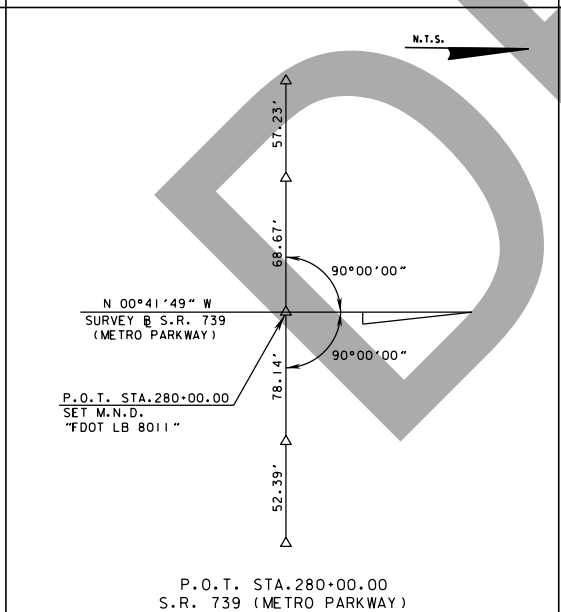 N.T.S.
57.23'
68.67'
90°00'00"
N 00°41'49" W
SURVEY ℄ S.R. 739
(METRO PARKWAY)
90°00'00"
78.14'
P.O.T. STA.280+00.00
SET M.N.D.
"FDOT LB 8011"
52.39'
P.O.T. STA.280+00.00
S.R. 739 (METRO PARKWAY)